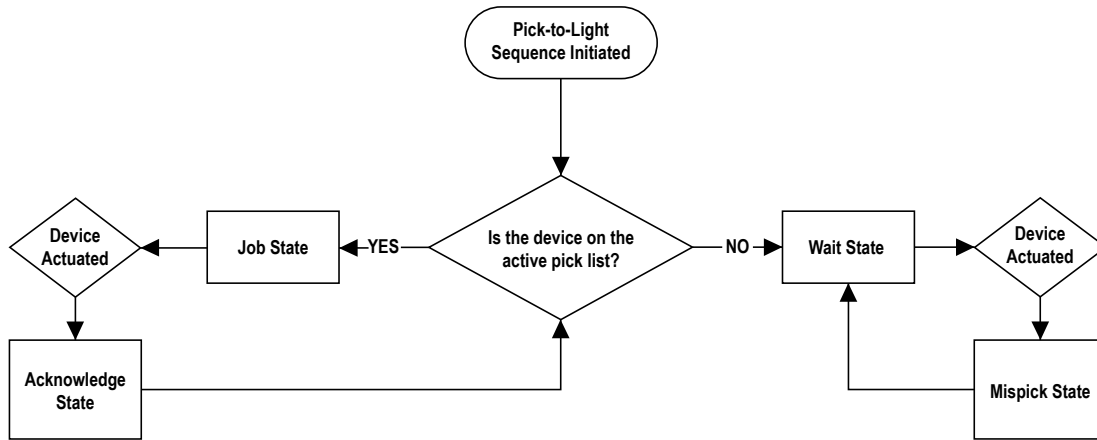 Pick-to-Light
Sequence Initiated
Device
Actuated
Job State
YES
Is the device on the
active pick list?
NO
Wait State
Device
Actuated
Acknowledge
State
Mispick State